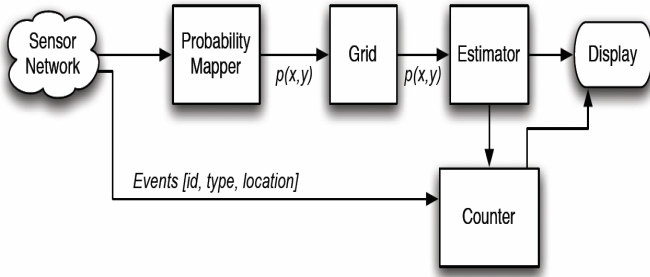 Sensor
Network
Probability
Mapper
p(x,y)
Grid
p(x,y)
Estimator
Display
Events [id, type, location]
Counter